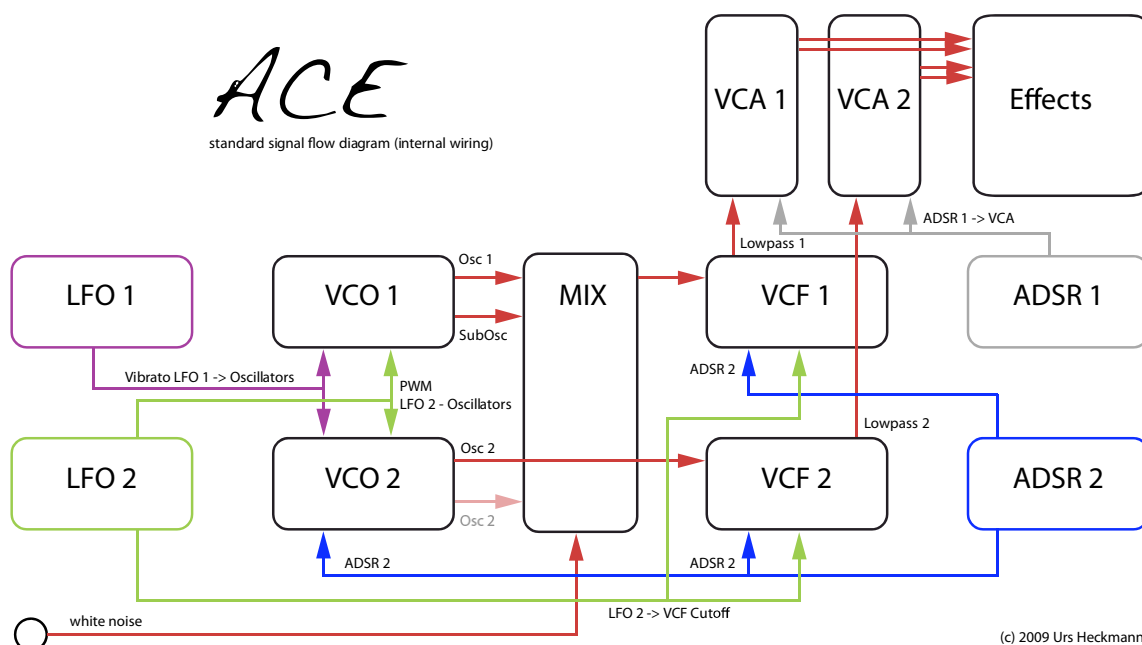 ACE
standard signal flow diagram (internal wiring)
VCA 1
VCA 2
Effects
ADSR 1 -> VCA
Lowpass 1
LFO 1
VCO 1
Osc 1
SubOsc
MIX
VCF 1
ADSR 1
Vibrato LFO 1 -> Oscillators
PWM
LFO 2 - Oscillators
ADSR 2
Lowpass 2
LFO 2
VCO 2
Osc 2
Osc 2
VCF 2
ADSR 2
ADSR 2
ADSR 2
LFO 2 -> VCF Cutoff
white noise
(c) 2009 Urs Heckmann